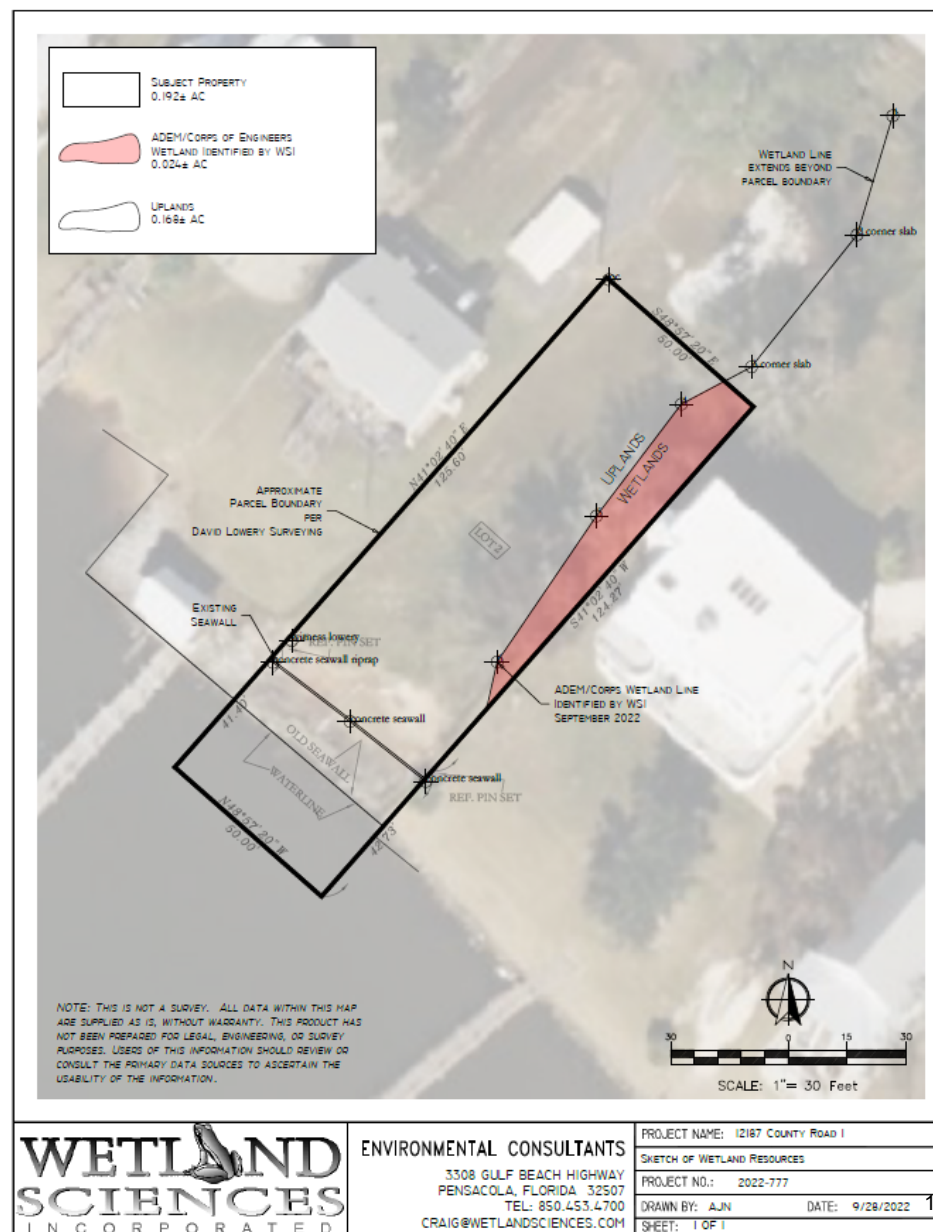 SUBJECT PROPERTY
0.192± AC
ADEM/CORPS OF ENGINEERS
WETLAND IDENTIFIED BY WSI
0.024± AC
UPLANDS
0.168± AC
WETLAND LINE
EXTENDS BEYOND
PARCEL BOUNDARY
corner slab
S48°57'20" E
50.00'
corner slab
N41°02'40" E
125.60'
UPLANDS
WETLANDS
APPROXIMATE
PARCEL BOUNDARY
PER
DAVID LOWERY SURVEYING
LOT 2
S41°02'40" W
124.27'
EXISTING
SEAWALL
lowery
REF. PIN SET
concrete seawall riprap
ADEM/CORPS WETLAND LINE
IDENTIFIED BY WSI
SEPTEMBER 2022
41.40'
concrete seawall
OLD SEAWALL
WATERLINE
concrete seawall
REF. PIN SET
N48°57'20" W
50.00'
42.73'
N
NOTE: THIS IS NOT A SURVEY. ALL DATA WITHIN THIS MAP
ARE SUPPLIED AS IS, WITHOUT WARRANTY. THIS PRODUCT HAS
NOT BEEN PREPARED FOR LEGAL, ENGINEERING, OR SURVEY
PURPOSES. USERS OF THIS INFORMATION SHOULD REVIEW OR
CONSULT THE PRIMARY DATA SOURCES TO ASCERTAIN THE
USABILITY OF THE INFORMATION.
30 0 15 30
SCALE: 1"= 30 Feet
WETLAND
SCIENCES
INCORPORATED
ENVIRONMENTAL CONSULTANTS
3308 GULF BEACH HIGHWAY
PENSACOLA, FLORIDA 32507
TEL: 850.453.4700
CRAIG@WETLANDSCIENCES.COM
PROJECT NAME: 12187 COUNTY ROAD 1
SKETCH OF WETLAND RESOURCES
PROJECT NO.: 2022-777
DRAWN BY: AJN DATE: 9/28/2022
1
SHEET: 1 OF 1